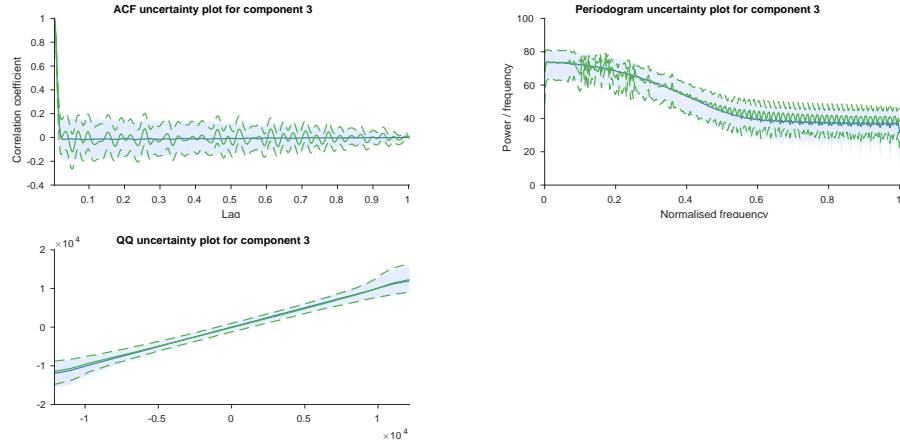 ACF uncertainty plot for component 3
Correlation coefficient
1
0.8
0.6
0.4
0.2
0
-0.2
-0.4
0.1 0.2 0.3 0.4 0.5 0.6 0.7 0.8 0.9 1
Lag
Periodogram uncertainty plot for component 3
Power / frequency
100
80
60
40
20
0
0 0.2 0.4 0.6 0.8 1
Normalised frequency
QQ uncertainty plot for component 3
×10^4
2
1
0
-1
-2
-1 -0.5 0 0.5 1
×10^4